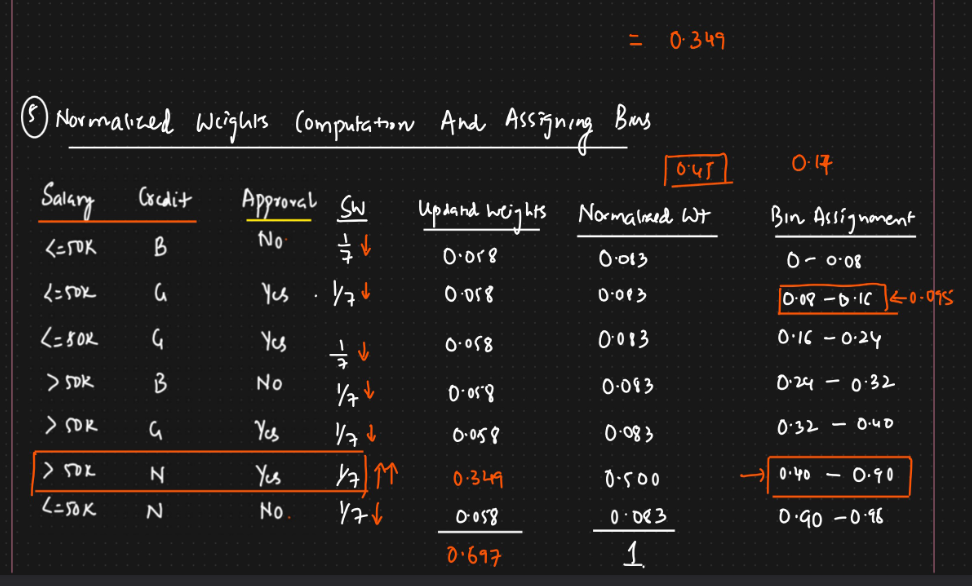 = 0.349
⑤ Normalized Weights Computation And Assigning Bins
0.45 0.17
Salary Credit Approval SW Updated Weights Normalized Wt Bin Assignment
<=50K B No. 1/7 ↓ 0.058 0.083 0 - 0.08
<=50K G Yes . 1/7 ↓ 0.058 0.083 0.08 - 0.16 ← 0.095
<=50K G Yes 1/7 ↓ 0.058 0.083 0.16 - 0.24
>50K B No 1/7 ↓ 0.058 0.083 0.24 - 0.32
>50K G Yes 1/7 ↓ 0.058 0.083 0.32 - 0.40
>50K N Yes 1/7 ↑↑ 0.349 0.500 → 0.40 - 0.90
<=50K N No. 1/7 ↓ 0.058 0.083 0.90 - 0.98
0.697 1